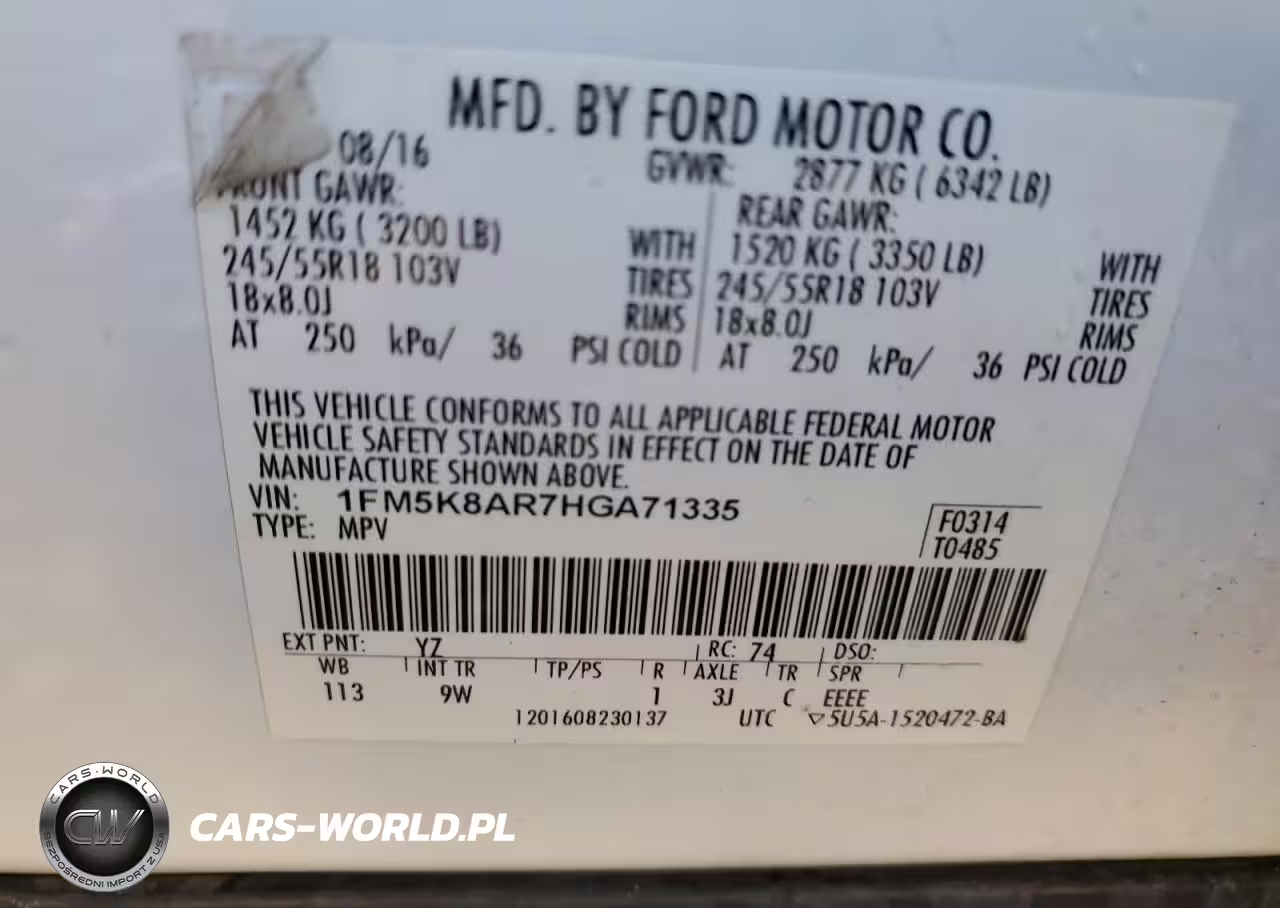 MFD. BY FORD MOTOR CO.
08/16 GVWR: 2877 KG ( 6342 LB)
FRONT GAWR: REAR GAWR:
1452 KG ( 3200 LB) WITH 1520 KG ( 3350 LB) WITH
245/55R18 103V TIRES 245/55R18 103V TIRES
18x8.0J RIMS 18x8.0J RIMS
AT 250 kPa/ 36 PSI COLD AT 250 kPa/ 36 PSI COLD
THIS VEHICLE CONFORMS TO ALL APPLICABLE FEDERAL MOTOR
VEHICLE SAFETY STANDARDS IN EFFECT ON THE DATE OF
MANUFACTURE SHOWN ABOVE.
VIN: 1FM5K8AR7HGA71335
TYPE: MPV
F0314
T0485
EXT PNT: YZ RC: 74 DSO:
WB INT TR TP/PS R AXLE TR SPR
113 9W 1 3J C EEEE
1201608230137 UTC ▽5U5A-1520472-BA
CARS-WORLD
CW
BEZPOŚREDNI IMPORT Z USA
CARS-WORLD.PL